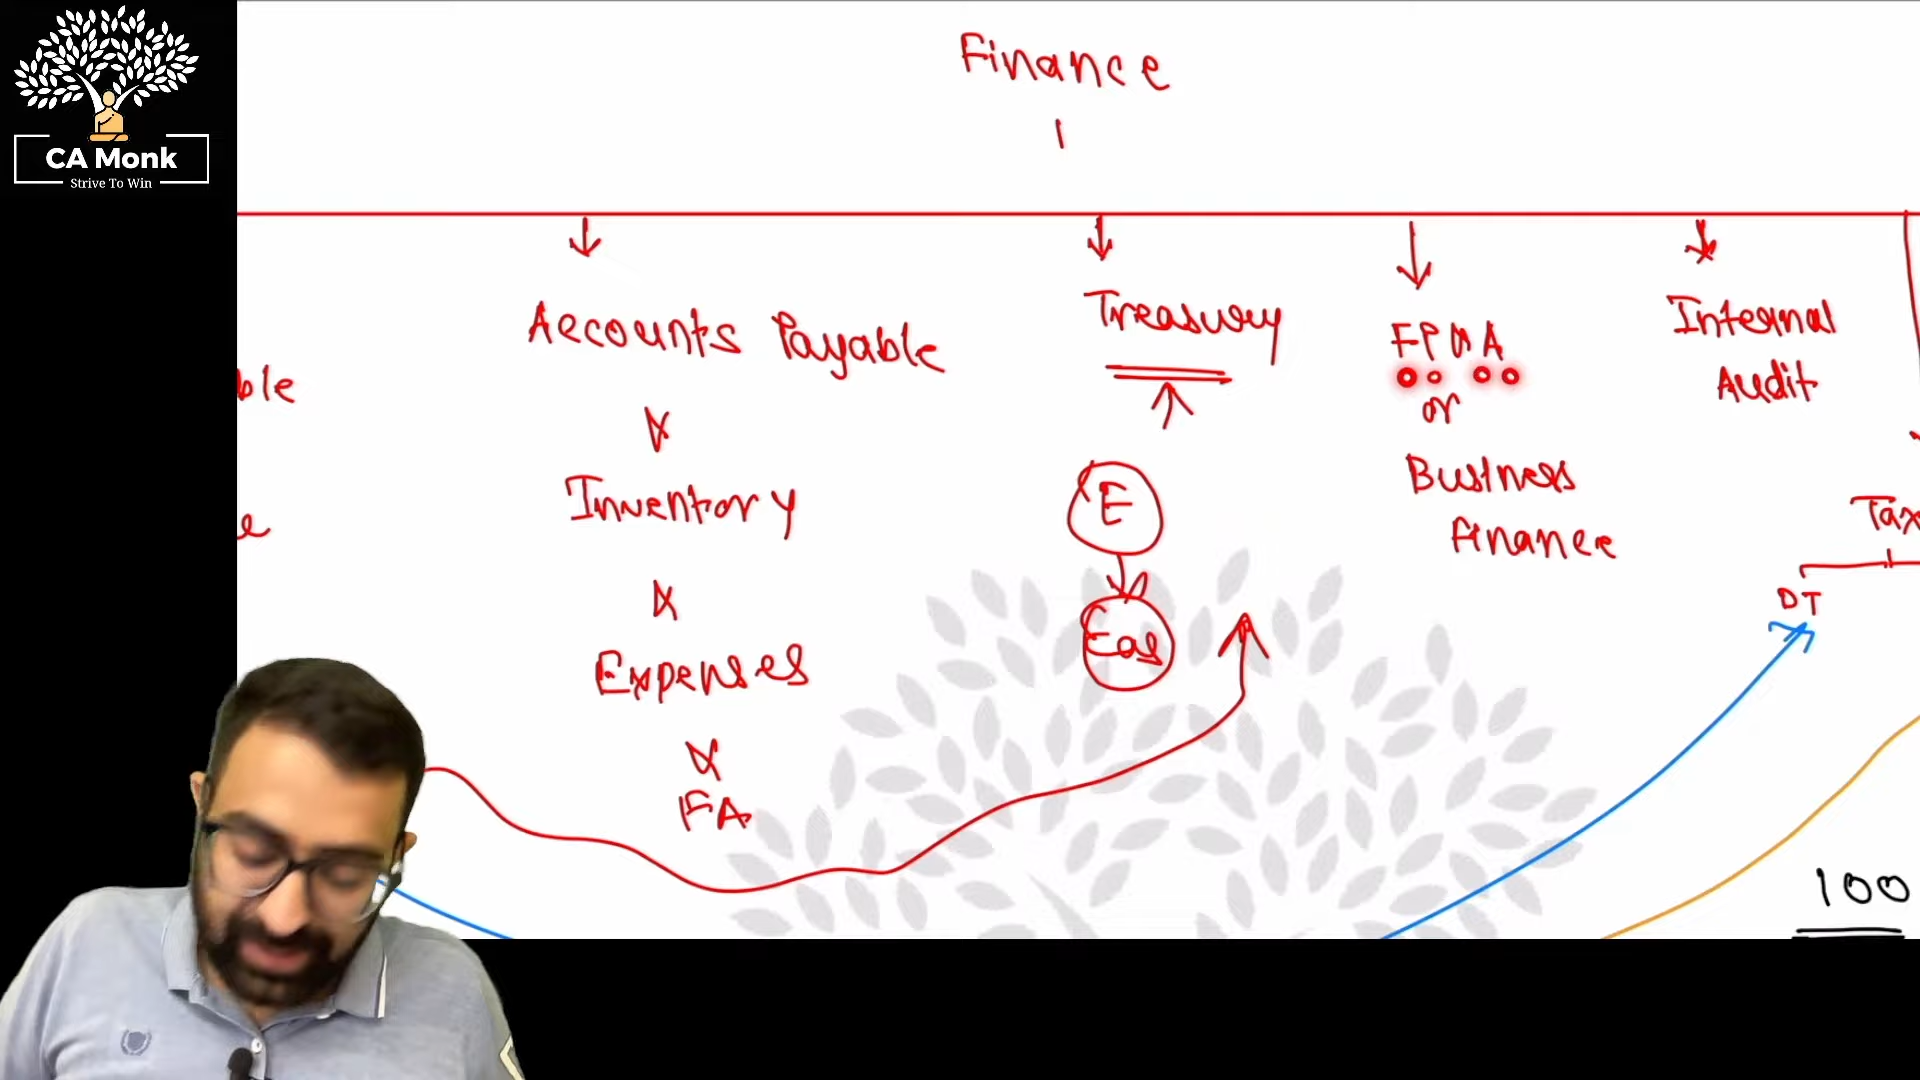 CA Monk
Strive To Win
Finance
Accounts Payable
Treasury
FP & A
or
Business
Finance
Internal
Audit
ble
e
Inventory
Expenses
FA
E
Eas
Tax
DT
100